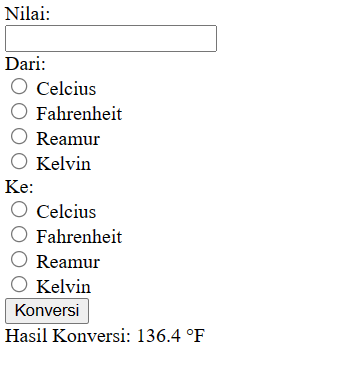 Nilai:
Dari:
Celcius
Fahrenheit
Reamur
Kelvin
Ke:
Celcius
Fahrenheit
Reamur
Kelvin
Konversi
Hasil Konversi: 136.4 °F